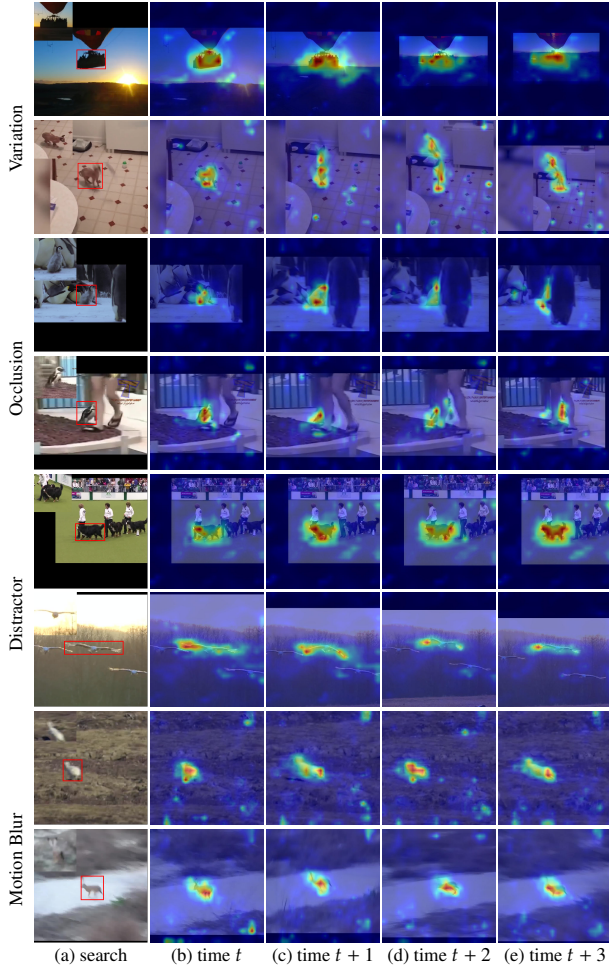 Variation
Occlusion
Distractor
Motion Blur
(a) search
(b) time t
(c) time t + 1
(d) time t + 2
(e) time t + 3